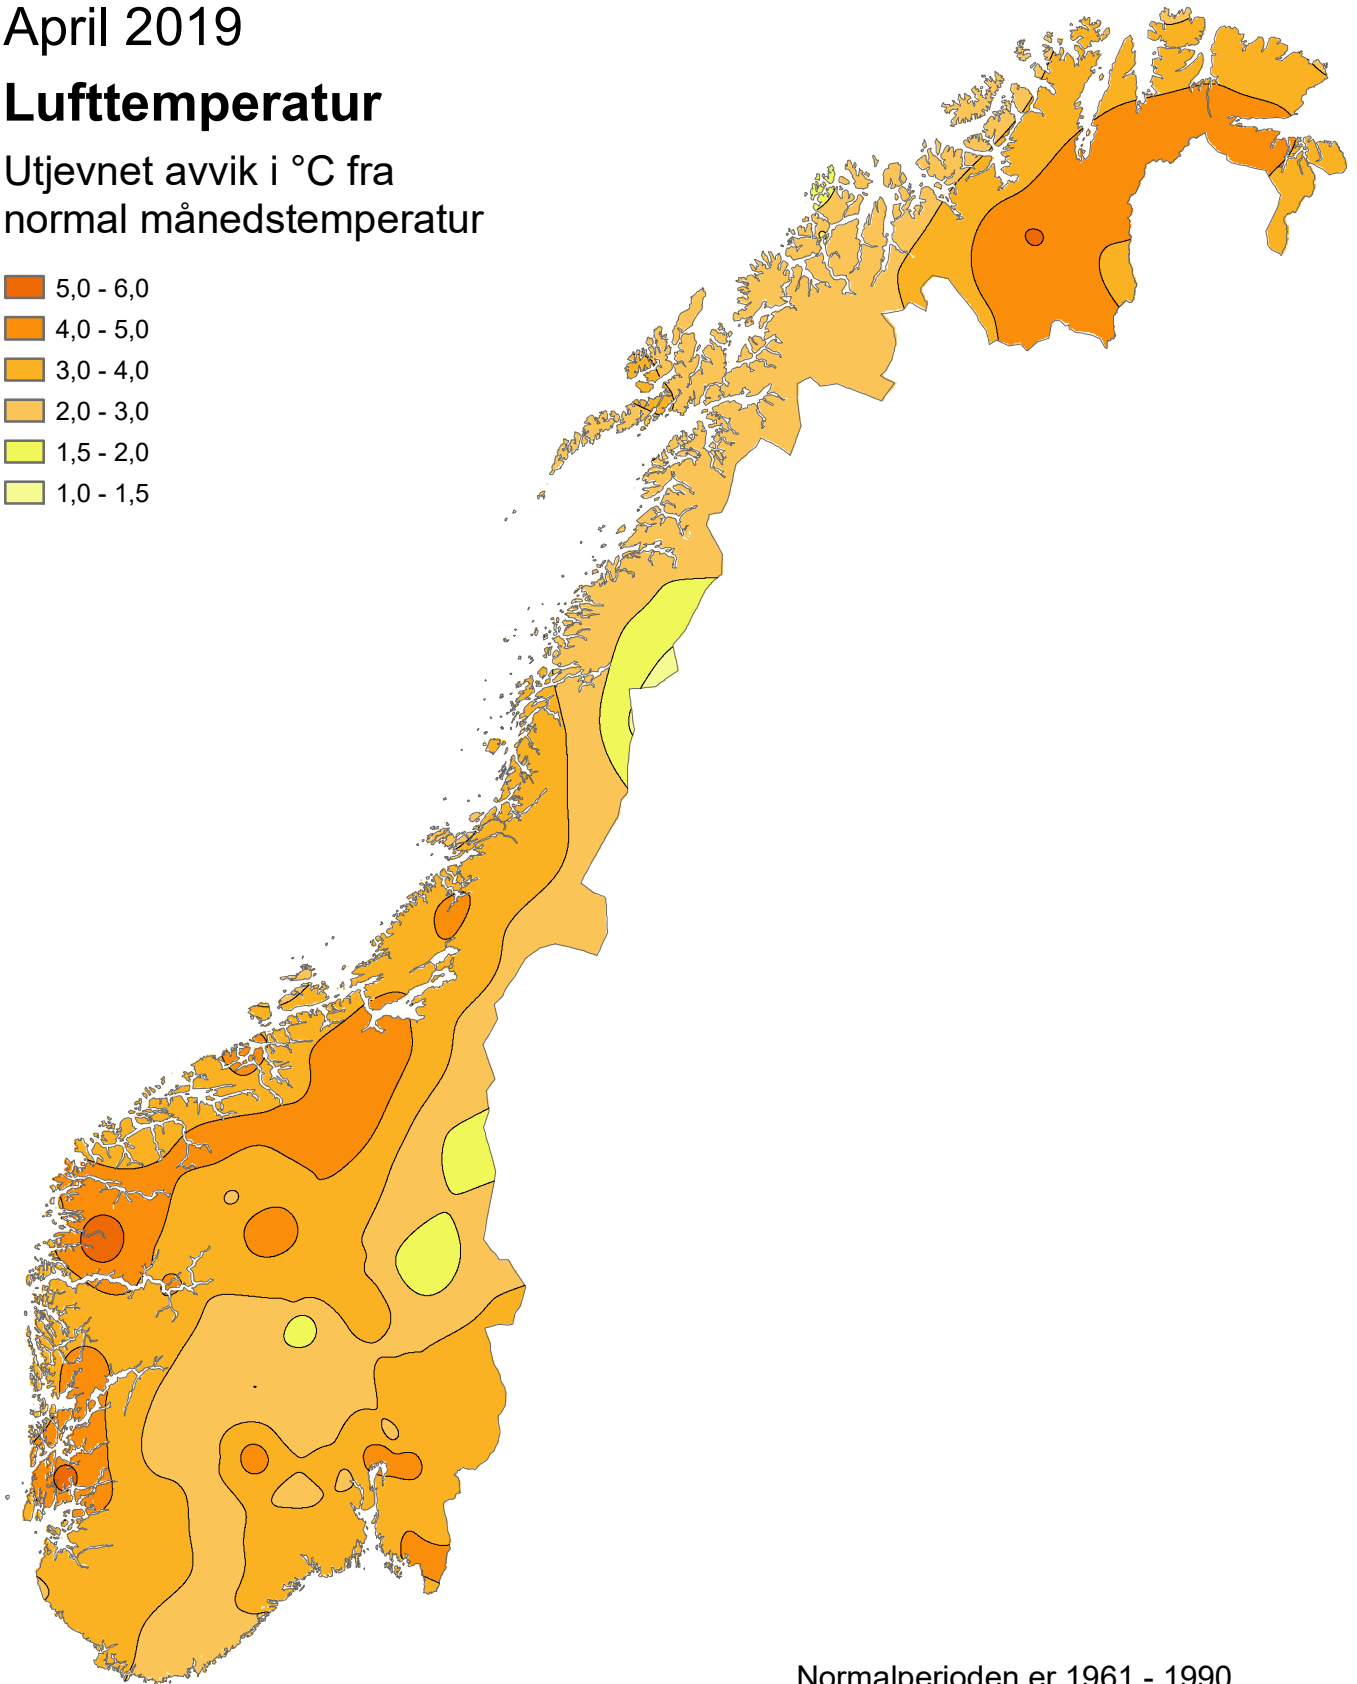 April 2019
Lufttemperatur
Utjevnet avvik i °C fra
normal månedstemperatur
5,0 - 6,0
4,0 - 5,0
3,0 - 4,0
2,0 - 3,0
1,5 - 2,0
1,0 - 1,5
Normalperioden er 1961 - 1990